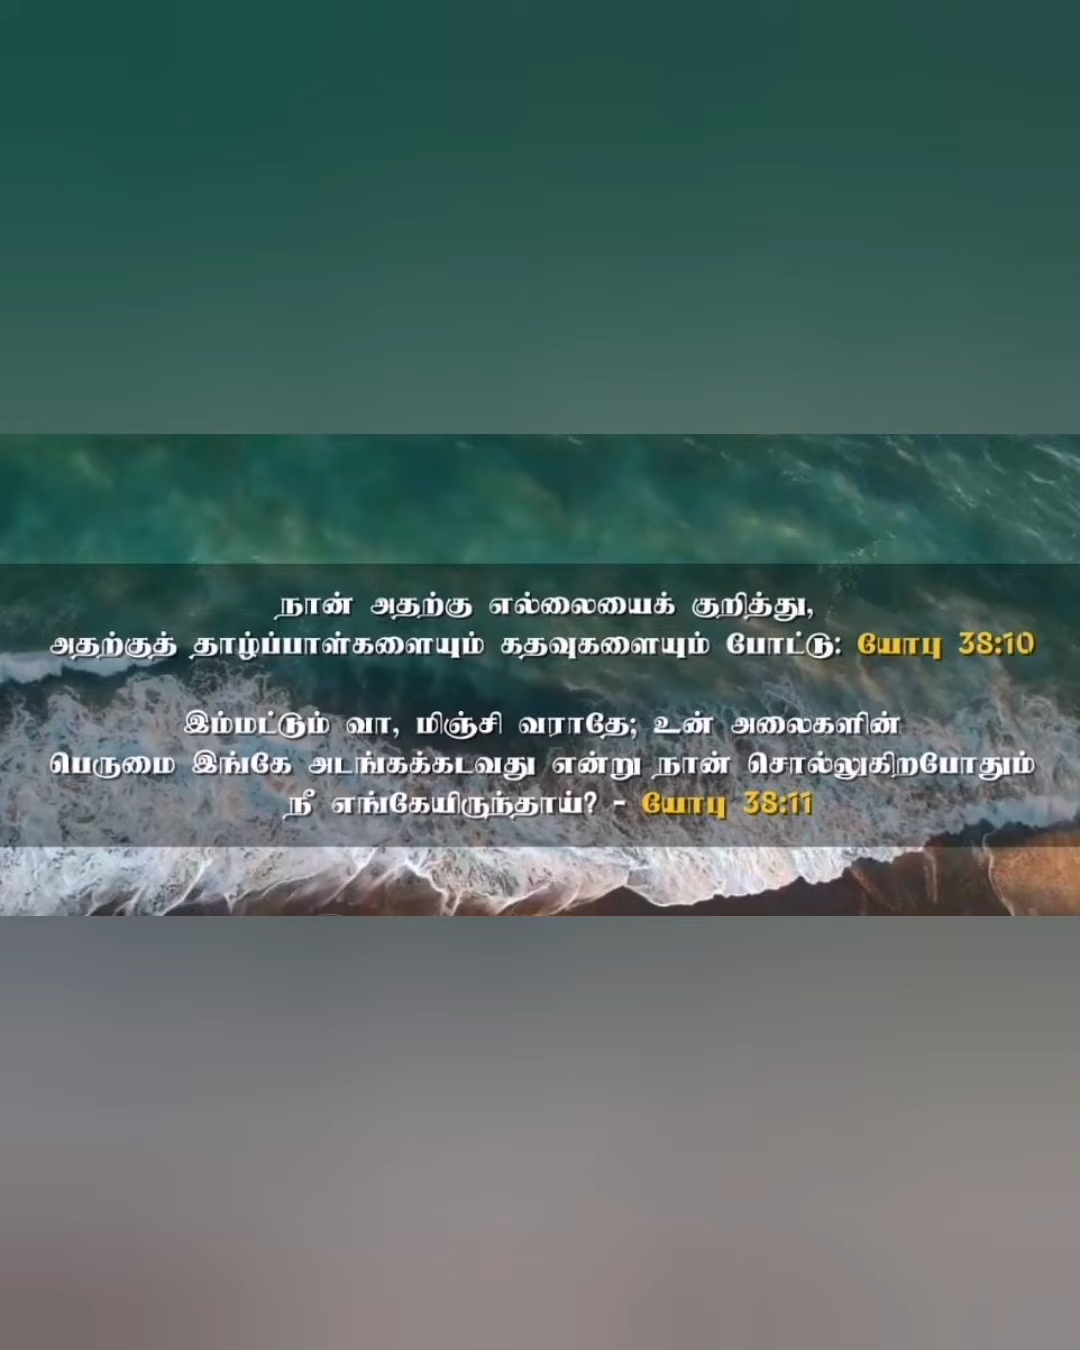 நான் அதற்கு எல்லையைக் குறித்து,
அதற்குத் தாழ்ப்பாள்களையும் கதவுகளையும் போட்டு: யோபு 38:10
இம்மட்டும் வா, மிஞ்சி வராதே; உன் அலைகளின்
பெருமை இங்கே அடங்கக்கடவது என்று நான் சொல்லுகிறபோதும்
நீ எங்கேயிருந்தாய்? - யோபு 38:11